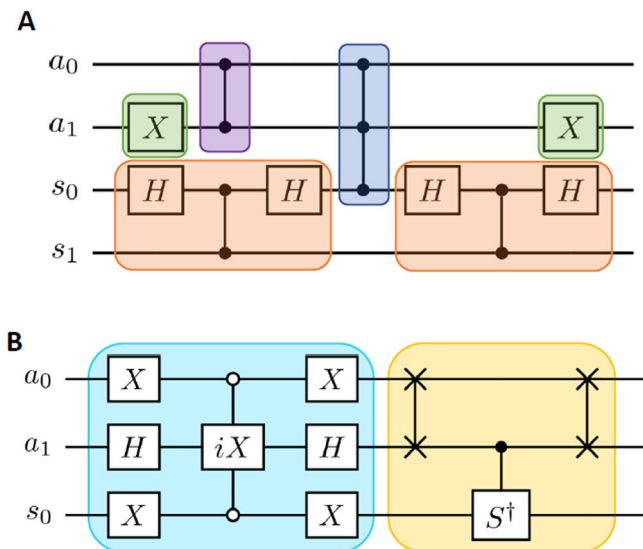 A
a₀
a₁ X X
s₀ H H H H
s₁
B
a₀ X X
a₁ H iX H
s₀ X X S†